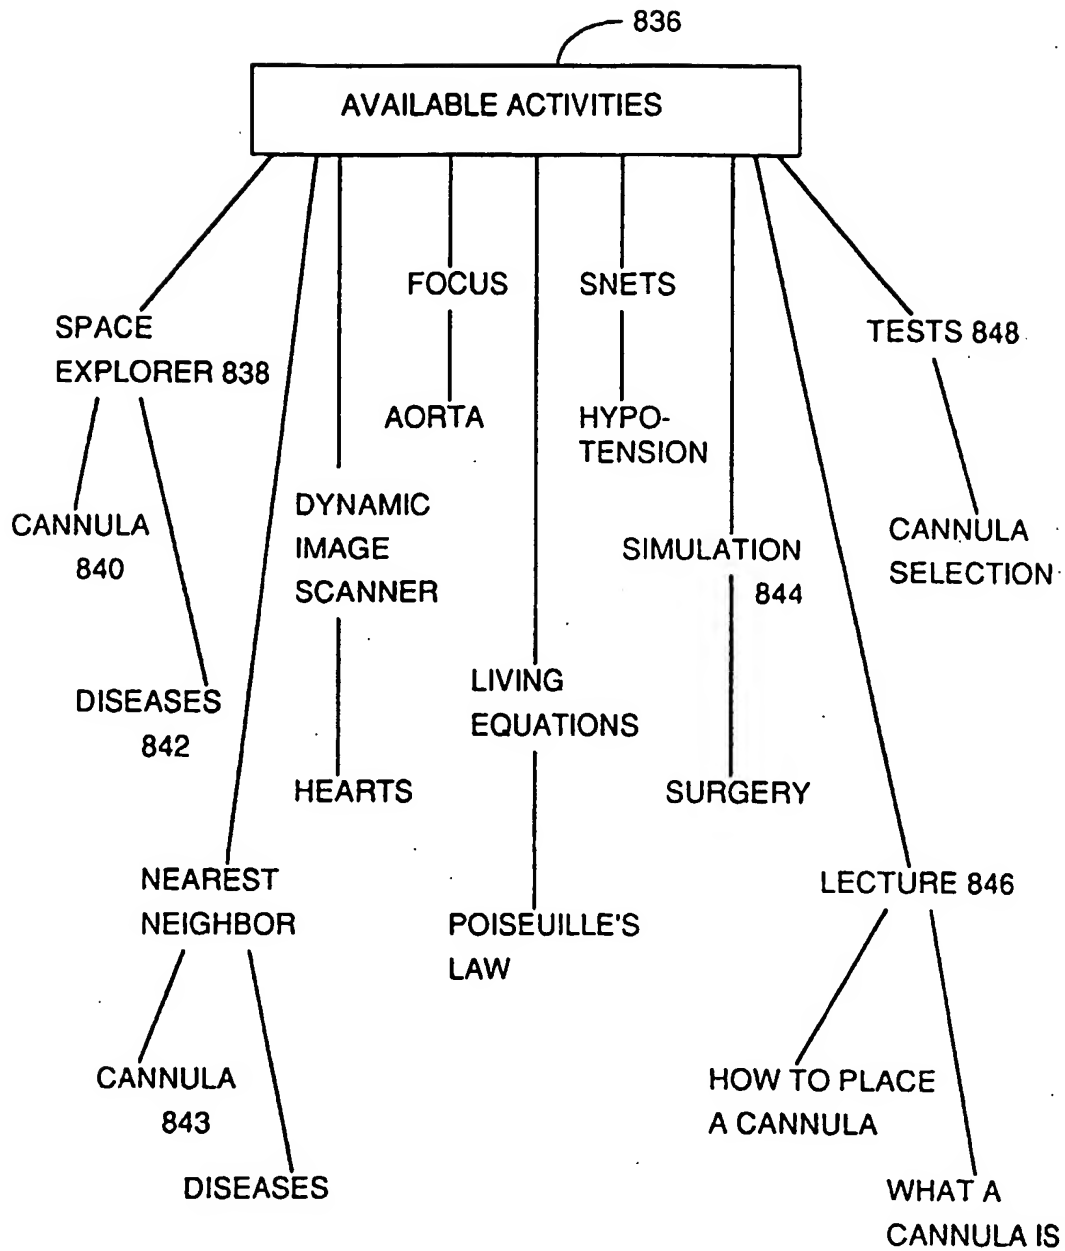 836
AVAILABLE ACTIVITIES
FOCUS
SNETS
SPACE
EXPLORER 838
TESTS 848
AORTA
HYPO-
TENSION
DYNAMIC
IMAGE
SCANNER
CANNULA
840
SIMULATION
844
CANNULA
SELECTION
DISEASES
842
LIVING
EQUATIONS
HEARTS
SURGERY
NEAREST
NEIGHBOR
LECTURE 846
POISEUILLE'S
LAW
CANNULA
843
HOW TO PLACE
A CANNULA
DISEASES
WHAT A
CANNULA IS